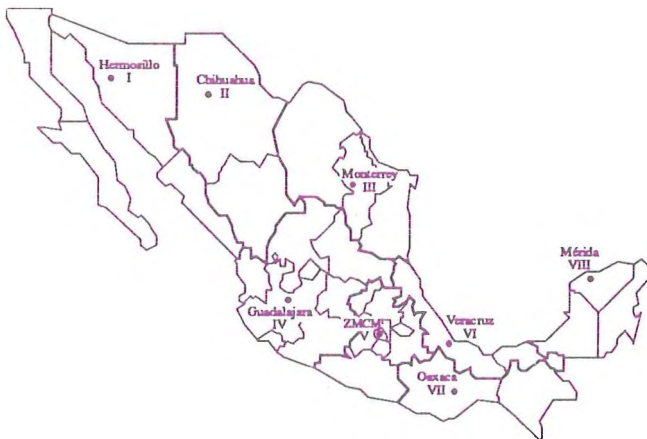 Hermosillo
I
Chihuahua
II
Monterrey
III
Mérida
VIII
Guadalajara
IV
ZMCM
V
Veracruz
VI
Oaxaca
VII